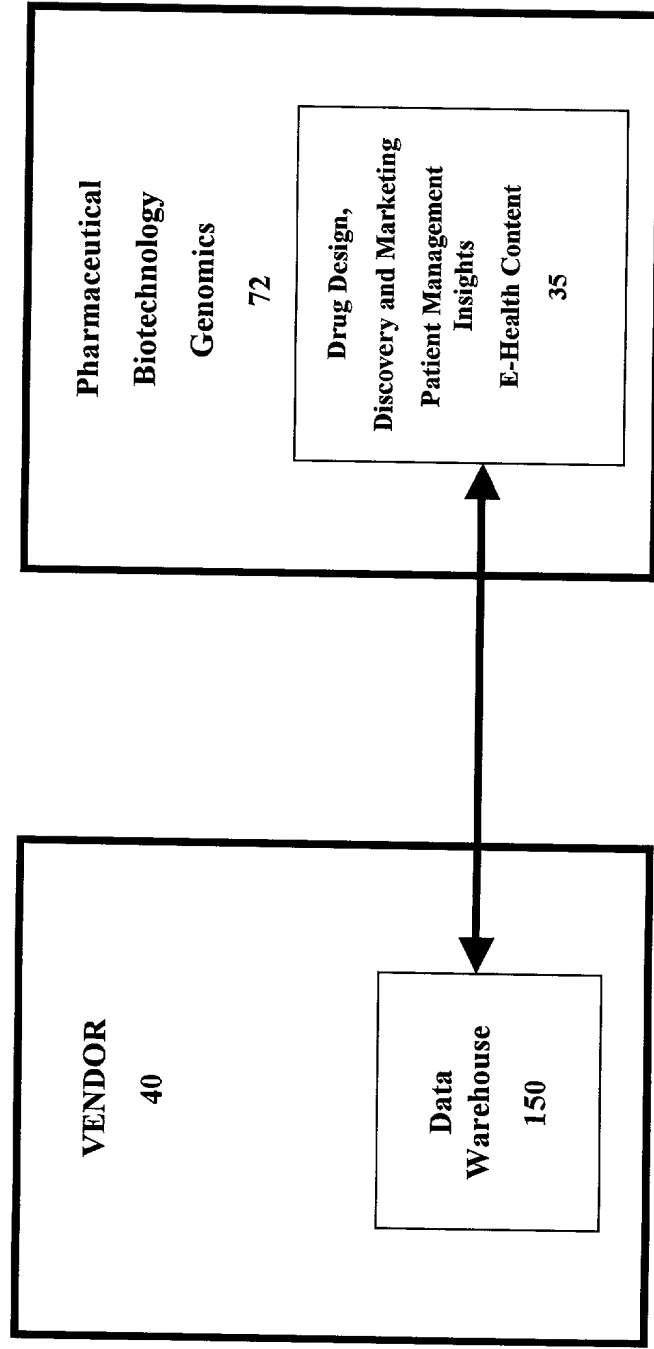 VENDOR
40
Data
Warehouse
150
Pharmaceutical
Biotechnology
Genomics
72
Drug Design,
Discovery and Marketing
Patient Management
Insights
E-Health Content
35